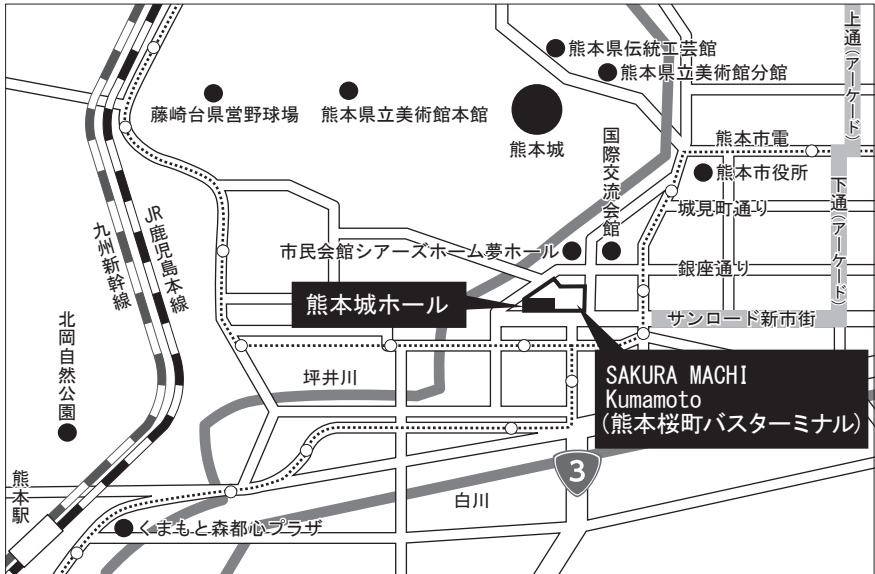 熊本県伝統工芸館
熊本県立美術館分館
上通(アーケード)
藤崎台県営野球場
熊本県立美術館本館
熊本城
国際交流会館
熊本市電
熊本市役所
下通(アーケード)
城見町通り
市民会館シアーズホーム夢ホール
銀座通り
九州新幹線
JR鹿児島本線
熊本城ホール
サンロード新市街
北岡自然公園
坪井川
SAKURA MACHI
Kumamoto
(熊本桜町バスターミナル)
3
熊本駅
白川
くまもと森都心プラザ